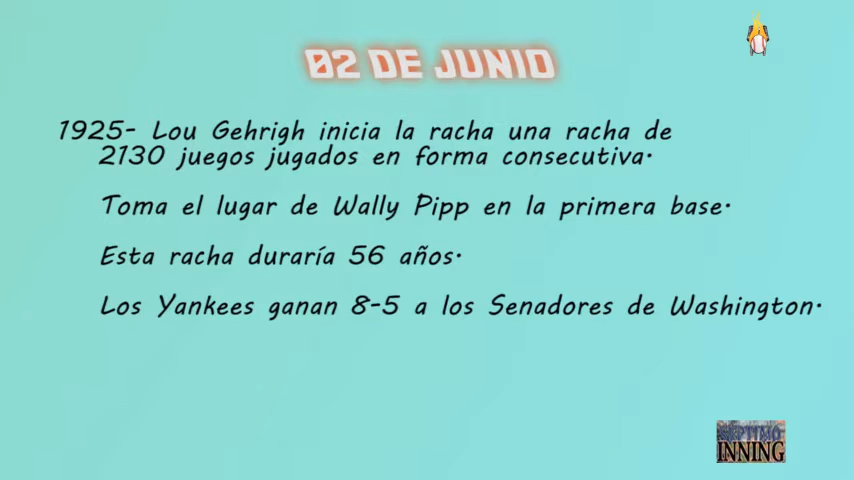 02 DE JUNIO
1925- Lou Gehrigh inicia la racha una racha de
2130 juegos jugados en forma consecutiva.
Toma el lugar de Wally Pipp en la primera base.
Esta racha duraría 56 años.
Los Yankees ganan 8-5 a los Senadores de Washington.
SÉPTIMO
INNING